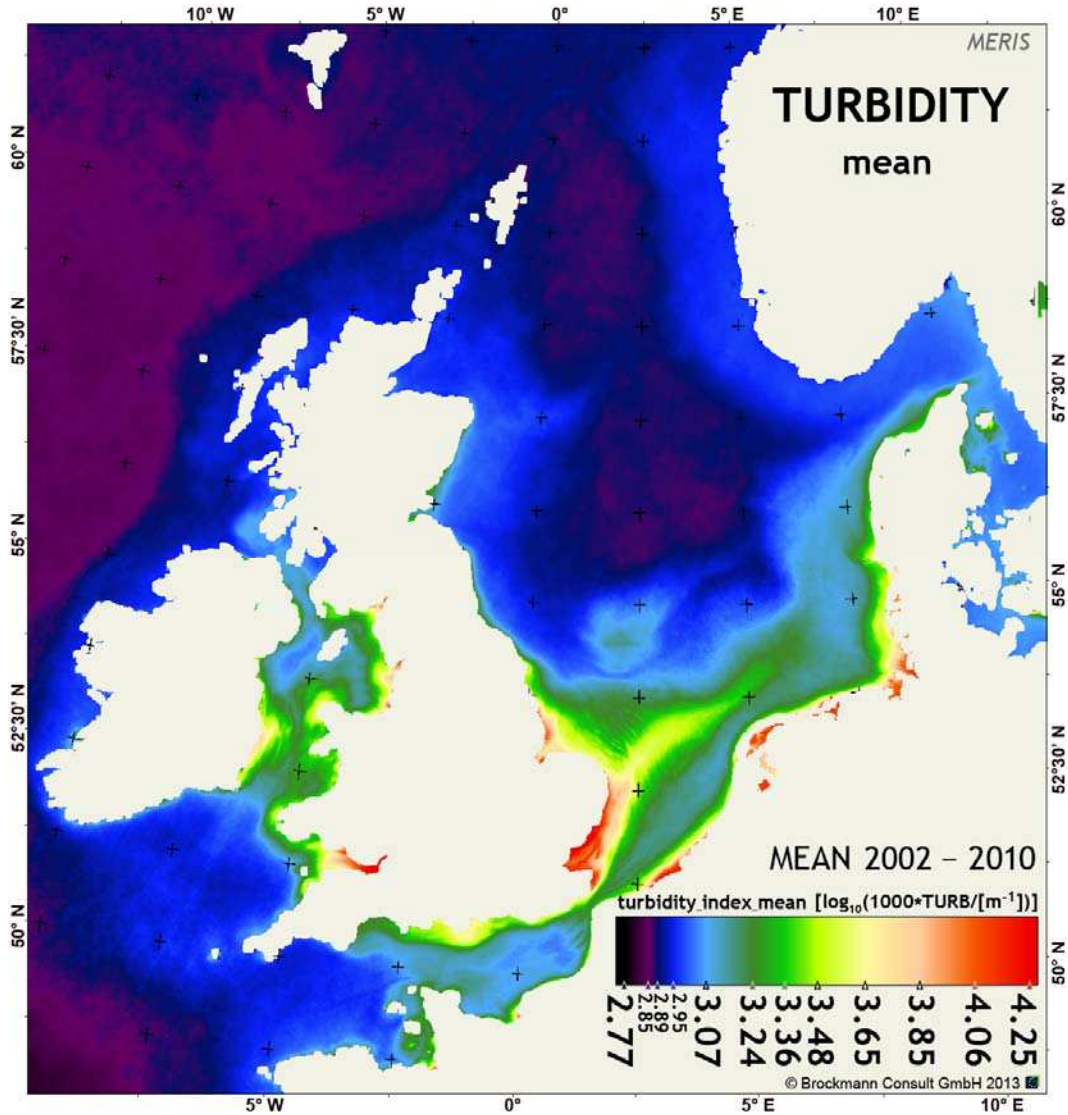 10° W 5° W 0° 5° E 10° E
MERIS
TURBIDITY
mean
60° N
60° N
57°30' N
57°30' N
55° N
55° N
52°30' N
52°30' N
50° N
50° N
MEAN 2002 – 2010
turbidity_index_mean [log₁₀(1000*TURB/[m⁻¹])]
2.77 2.85 2.89 2.95 3.07 3.24 3.36 3.48 3.65 3.85 4.06 4.25
© Brockmann Consult GmbH 2013
5° W 0° 5° E 10° E